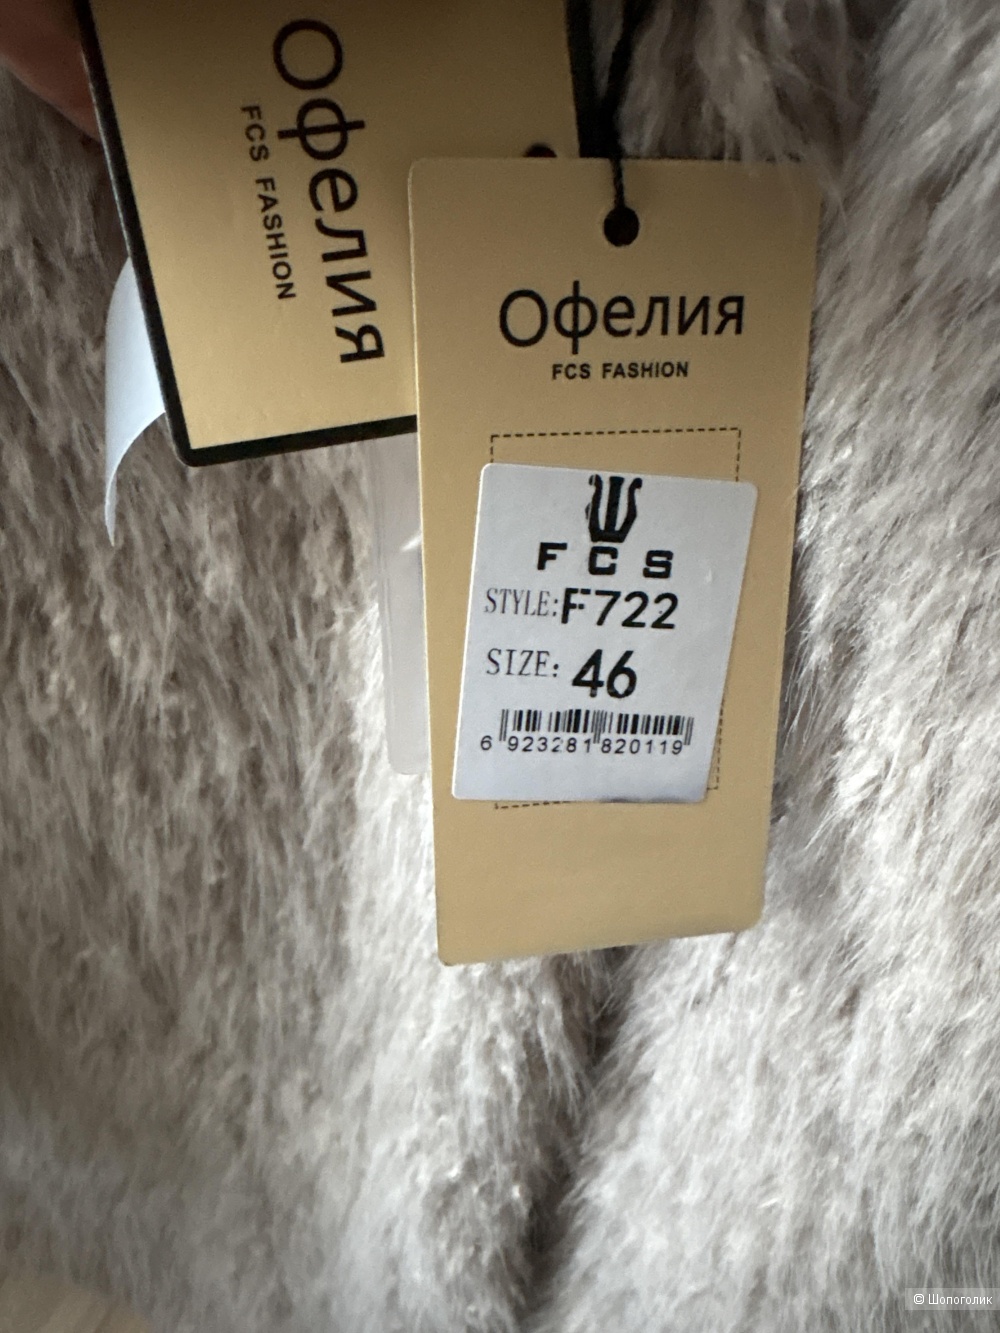 Офелия
FCS FASHION
Офелия
FCS FASHION
FCS
STYLE: F722
SIZE: 46
6 923281 820119
© Шопоголик